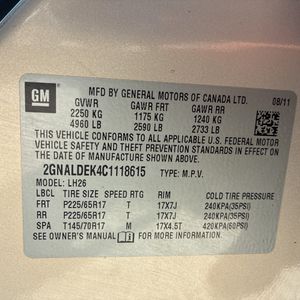 GM
MFD BY GENERAL MOTORS OF CANADA LTD. 08/11
GVWR GAWR FRT GAWR RR
2250 KG 1175 KG 1240 KG
4960 LB 2590 LB 2733 LB
THIS VEHICLE CONFORMS TO ALL APPLICABLE U.S. FEDERAL MOTOR
VEHICLE SAFETY AND THEFT PREVENTION STANDARDS IN EFFECT
ON THE DATE OF MANUFACTURE SHOWN ABOVE.
2GNALDEK4C1118615 TYPE: M.P.V.
MODEL: LH26
LBCL TIRE SIZE SPEED RTG RIM COLD TIRE PRESSURE
FRT P225/65R17 T 17X7J 240KPA(35PSI)
RR P225/65R17 T 17X7J 240KPA(35PSI)
SPA T145/70R17 M 17X4.5T 420KPA(60PSI)
SEE OWNER'S MANUAL FOR ADDITIONAL INFORMATION.